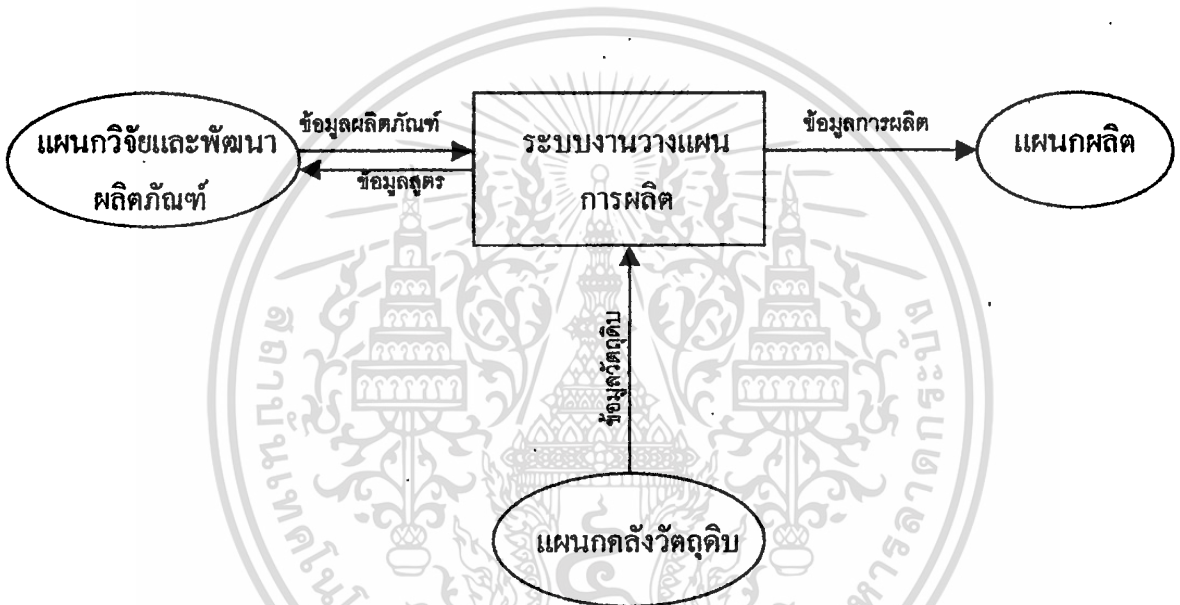 แผนกวิจัยและพัฒนา
ผลิตภัณฑ์
ข้อมูลผลิตภัณฑ์
ข้อมูลสูตร
ระบบงานวางแผน
การผลิต
ข้อมูลการผลิต
แผนกผลิต
ข้อมูลวัตถุดิบ
แผนกคลังวัตถุดิบ